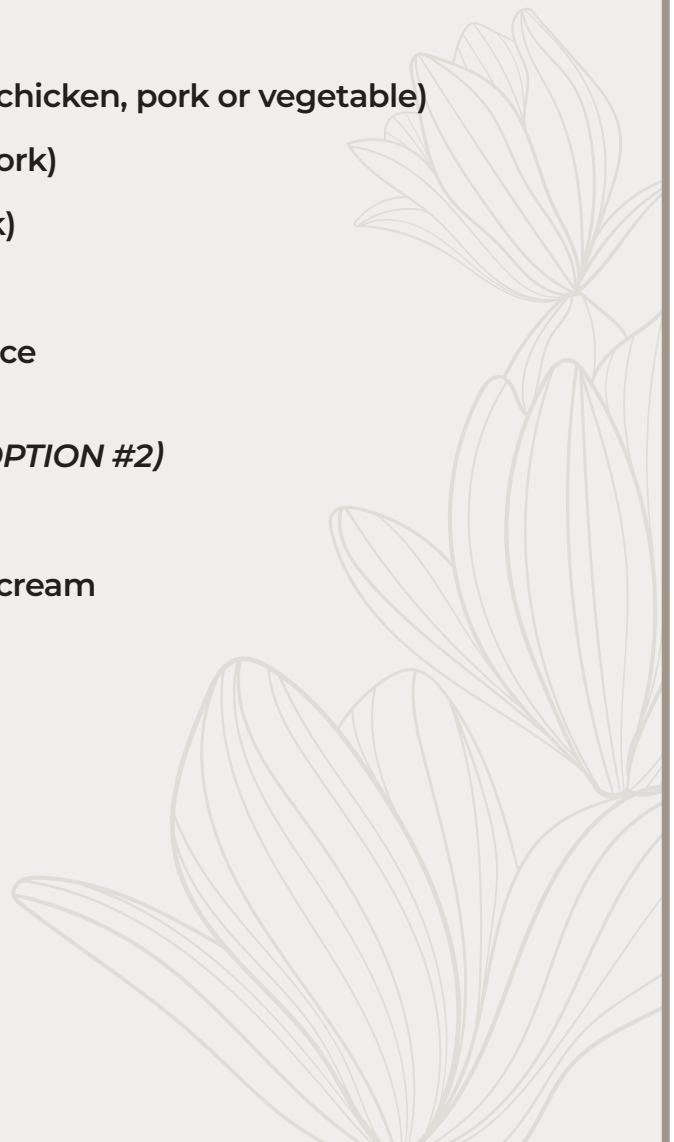 chicken, pork or vegetable)
ork)
k)
ce
OPTION #2)
cream